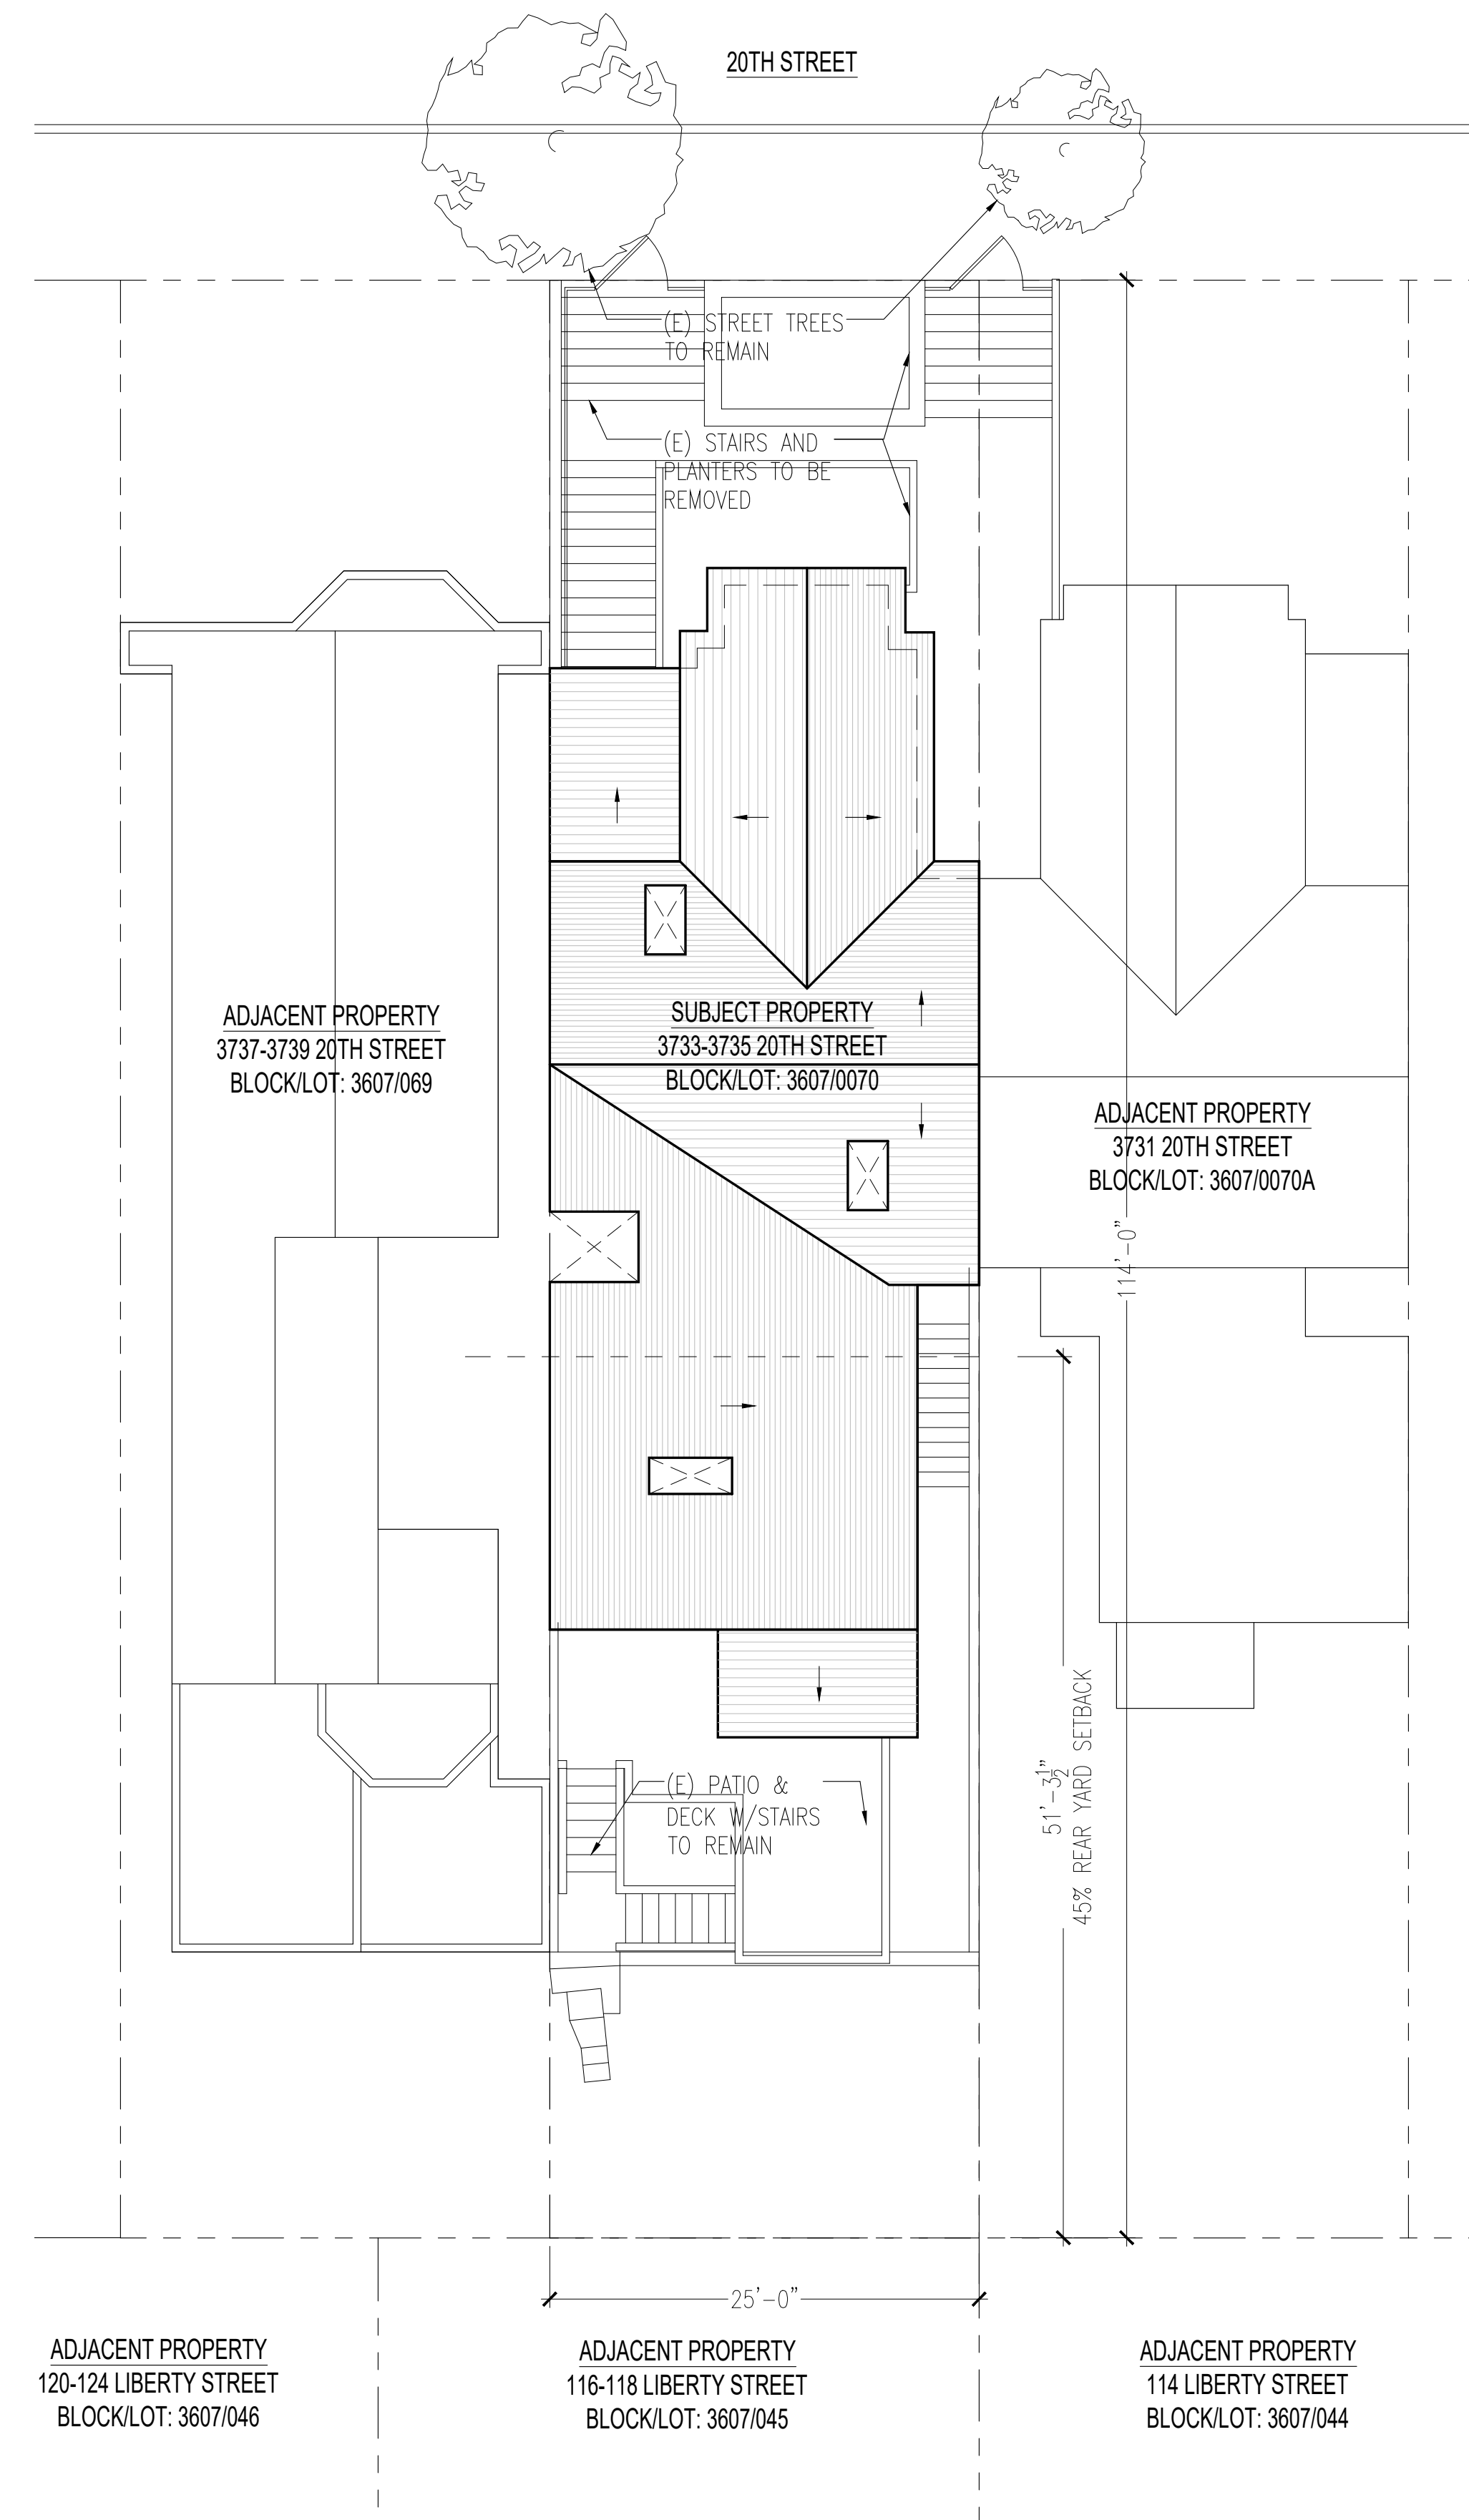 20TH STREET
(E) STREET TREES
TO REMAIN
(E) STAIRS AND
PLANTERS TO BE
REMOVED
ADJACENT PROPERTY
3737-3739 20TH STREET
BLOCK/LOT: 3607/069
SUBJECT PROPERTY
3733-3735 20TH STREET
BLOCK/LOT: 3607/0070
ADJACENT PROPERTY
3731 20TH STREET
BLOCK/LOT: 3607/0070A
114'-0"
51'-3 1/2"
45% REAR YARD SETBACK
(E) PATIO &
DECK W/STAIRS
TO REMAIN
25'-0"
ADJACENT PROPERTY
120-124 LIBERTY STREET
BLOCK/LOT: 3607/046
ADJACENT PROPERTY
116-118 LIBERTY STREET
BLOCK/LOT: 3607/045
ADJACENT PROPERTY
114 LIBERTY STREET
BLOCK/LOT: 3607/044